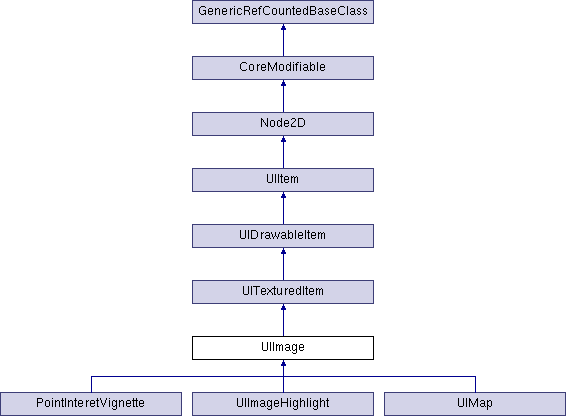 GenericRefCountedBaseClass
CoreModifiable
Node2D
UIItem
UIDrawableItem
UITexturedItem
UIImage
PointInteretVignette
UIImageHighlight
UIMap